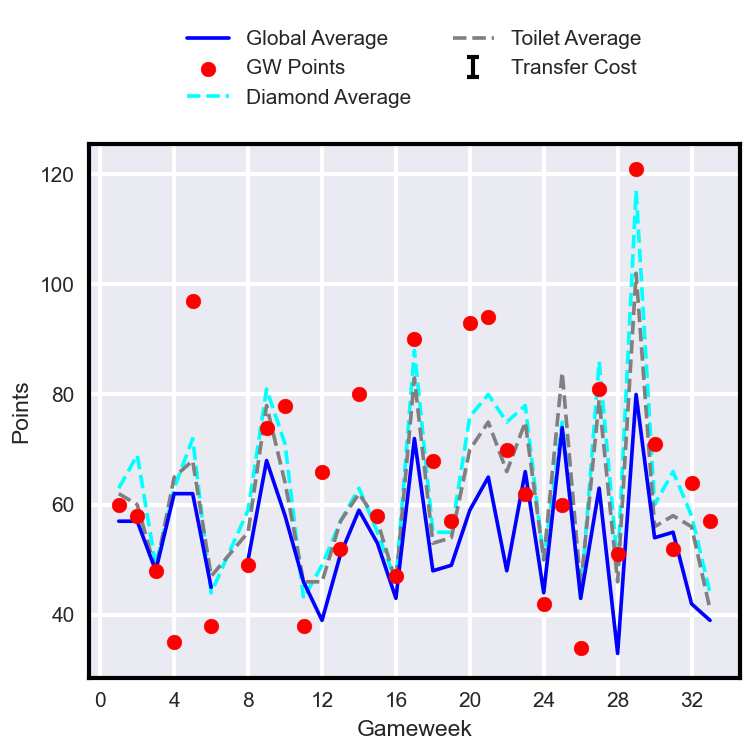 Global Average
GW Points
Diamond Average
Toilet Average
Transfer Cost
120
100
80
60
40
Points
0 4 8 12 16 20 24 28 32
Gameweek